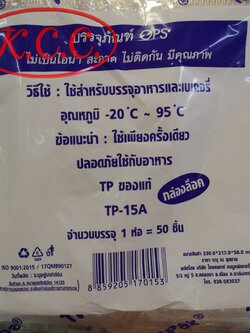 K.C.C
บรรจุภัณฑ์ OPS
ไม่เป็นไอน้ำ สะอาด ไม่ติดกัน มีคุณภาพ
วิธีใช้ : ใช้สำหรับบรรจุอาหารและเบเกอรี่
อุณหภูมิ -20˚C ~ 95˚C
ข้อแนะนำ : ใช้เพียงครั้งเดียว
ปลอดภัยใช้กับอาหาร
TP ของแท้
กล่องล็อค
TP-15A
จำนวนบรรจุ 1 ห่อ = 50 ชิ้น
ISO 9001:2015 / 17QM890127
8 859205 170153